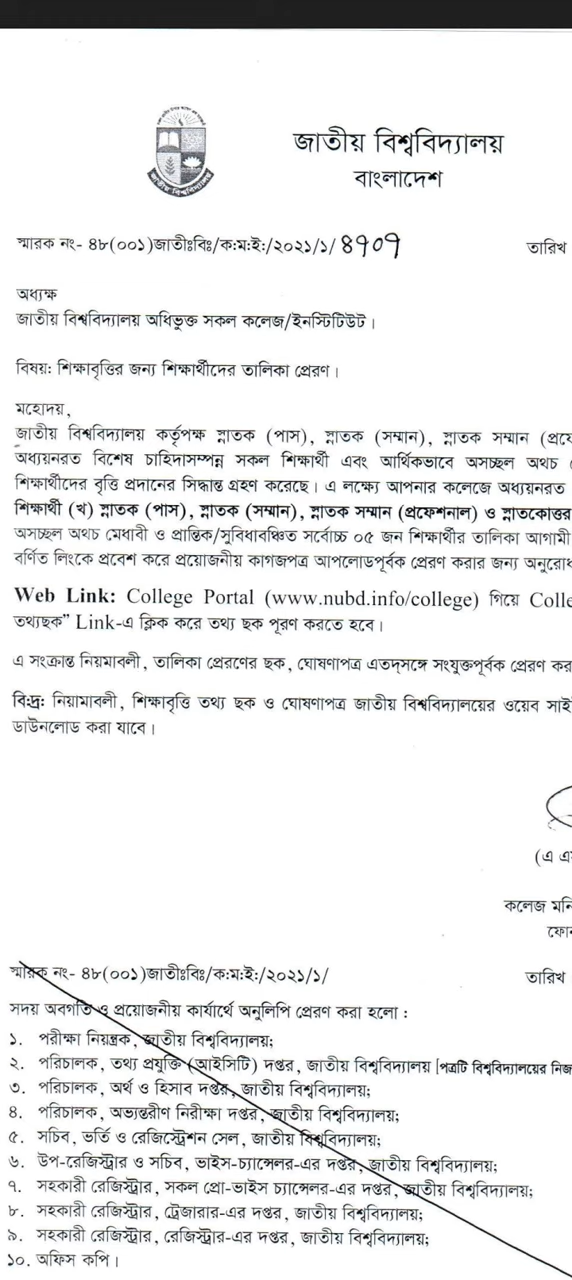 জাতীয় বিশ্ববিদ্যালয়
বাংলাদেশ
স্মারক নং- ৪৮(০০১)জাতীঃবিঃ/ক:ম:ই:/২০২১/১/ ৪৭০৭ তারিখ
অধ্যক্ষ
জাতীয় বিশ্ববিদ্যালয় অধিভুক্ত সকল কলেজ/ইনস্টিটিউট।
বিষয়: শিক্ষাবৃত্তির জন্য শিক্ষার্থীদের তালিকা প্রেরণ।
মহোদয়,
জাতীয় বিশ্ববিদ্যালয় কর্তৃপক্ষ স্নাতক (পাস), স্নাতক (সম্মান), স্নাতক সম্মান (প্রফে
অধ্যয়নরত বিশেষ চাহিদাসম্পন্ন সকল শিক্ষার্থী এবং আর্থিকভাবে অসচ্ছল অথচ
শিক্ষার্থীদের বৃত্তি প্রদানের সিদ্ধান্ত গ্রহণ করেছে। এ লক্ষ্যে আপনার কলেজে অধ্যয়নরত
শিক্ষার্থী (খ) স্নাতক (পাস), স্নাতক (সম্মান), স্নাতক সম্মান (প্রফেশনাল) ও স্নাতকোত্তর
অসচ্ছল অথচ মেধাবী ও প্রান্তিক/সুবিধাবঞ্চিত সর্বোচ্চ ০৫ জন শিক্ষার্থীর তালিকা আগামী
বর্ণিত লিংকে প্রবেশ করে প্রয়োজনীয় কাগজপত্র আপলোডপূর্বক প্রেরণ করার জন্য অনুরোধ
Web Link: College Portal (www.nubd.info/college) গিয়ে Colle
তথ্যছক” Link-এ ক্লিক করে তথ্য ছক পূরণ করতে হবে।
এ সংক্রান্ত নিয়মাবলী, তালিকা প্রেরণের ছক, ঘোষণাপত্র এতদ্‌সঙ্গে সংযুক্তপূর্বক প্রেরণ কর
বি:দ্র: নিয়ামাবলী, শিক্ষাবৃত্তি তথ্য ছক ও ঘোষণাপত্র জাতীয় বিশ্ববিদ্যালয়ের ওয়েব সাই
ডাউনলোড করা যাবে।
(এ এ
কলেজ মনি
ফোন
স্মারক নং- ৪৮(০০১)জাতীঃবিঃ/ক:ম:ই:/২০২১/১/ তারিখ
সদয় অবগতি ও প্রয়োজনীয় কার্যার্থে অনুলিপি প্রেরণ করা হলো :
১. পরীক্ষা নিয়ন্ত্রক, জাতীয় বিশ্ববিদ্যালয়;
২. পরিচালক, তথ্য প্রযুক্তি (আইসিটি) দপ্তর, জাতীয় বিশ্ববিদ্যালয় [পত্রটি বিশ্ববিদ্যালয়ের নিজ
৩. পরিচালক, অর্থ ও হিসাব দপ্তর, জাতীয় বিশ্ববিদ্যালয়;
৪. পরিচালক, অভ্যন্তরীণ নিরীক্ষা দপ্তর, জাতীয় বিশ্ববিদ্যালয়;
৫. সচিব, ভর্তি ও রেজিস্ট্রেশন সেল, জাতীয় বিশ্ববিদ্যালয়;
৬. উপ-রেজিস্ট্রার ও সচিব, ভাইস-চ্যান্সেলর-এর দপ্তর, জাতীয় বিশ্ববিদ্যালয়;
৭. সহকারী রেজিস্ট্রার, সকল প্রো-ভাইস চ্যান্সেলর-এর দপ্তর, জাতীয় বিশ্ববিদ্যালয়;
৮. সহকারী রেজিস্ট্রার, ট্রেজারার-এর দপ্তর, জাতীয় বিশ্ববিদ্যালয়;
৯. সহকারী রেজিস্ট্রার, রেজিস্ট্রার-এর দপ্তর, জাতীয় বিশ্ববিদ্যালয়;
১০. অফিস কপি।